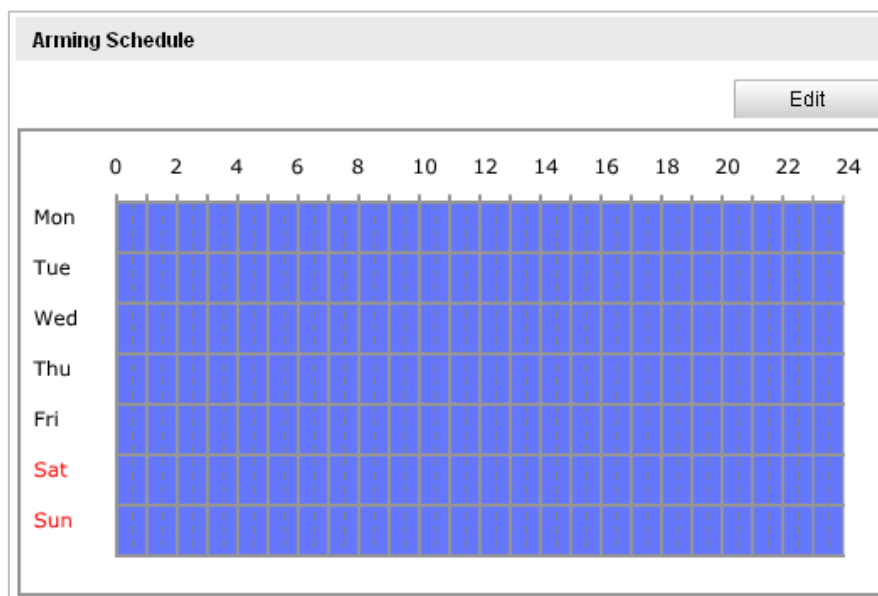 Arming Schedule
Edit
0 2 4 6 8 10 12 14 16 18 20 22 24
Mon
Tue
Wed
Thu
Fri
Sat
Sun